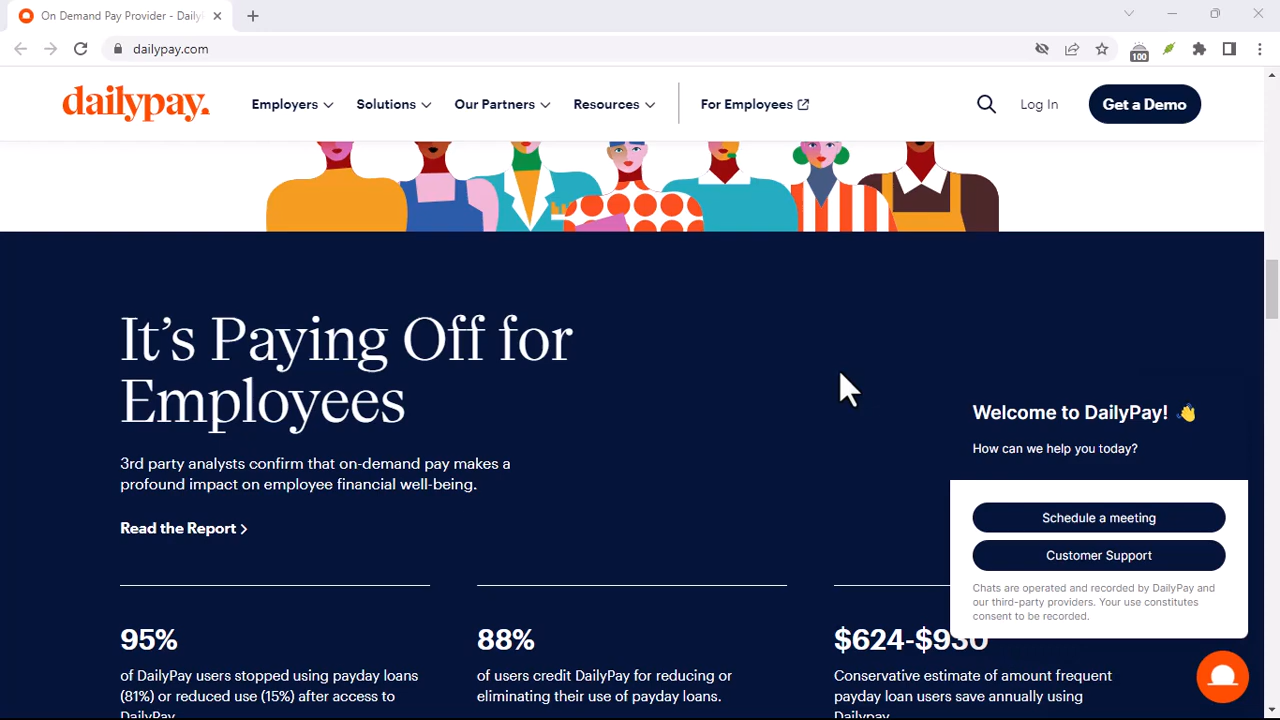 On Demand Pay Provider - Daily
dailypay.com
100
dailypay.
Employers
Solutions
Our Partners
Resources
For Employees
Log In
Get a Demo
It's Paying Off for
Employees
3rd party analysts confirm that on-demand pay makes a
profound impact on employee financial well-being.
Read the Report
Welcome to DailyPay! 👋
How can we help you today?
Schedule a meeting
Customer Support
Chats are operated and recorded by DailyPay and
our third-party providers. Your use constitutes
consent to be recorded.
95%
of DailyPay users stopped using payday loans
(81%) or reduced use (15%) after access to
DailyPay
88%
of users credit DailyPay for reducing or
eliminating their use of payday loans.
$624-$930
Conservative estimate of amount frequent
payday loan users save annually using
Dailypay